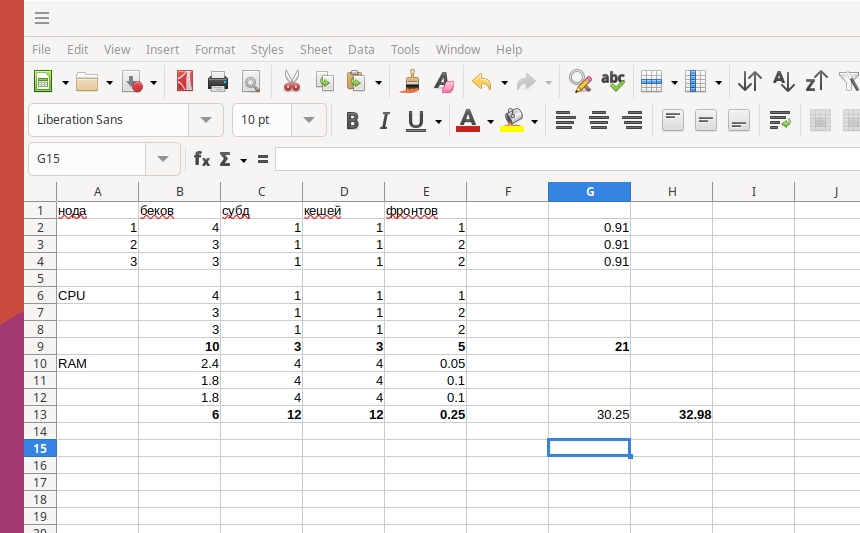 File Edit View Insert Format Styles Sheet Data Tools Window Help
abc
Liberation Sans 10 pt B I U A
G15 fx Σ =
A B C D E F G H I J
1 нода беков субд кешей фронтов
2 1 4 1 1 1 0.91
3 2 3 1 1 2 0.91
4 3 3 1 1 2 0.91
5
6 CPU 4 1 1 1
7 3 1 1 2
8 3 1 1 2
9 10 3 3 5 21
10 RAM 2.4 4 4 0.05
11 1.8 4 4 0.1
12 1.8 4 4 0.1
13 6 12 12 0.25 30.25 32.98
14
15
16
17
18
19
20